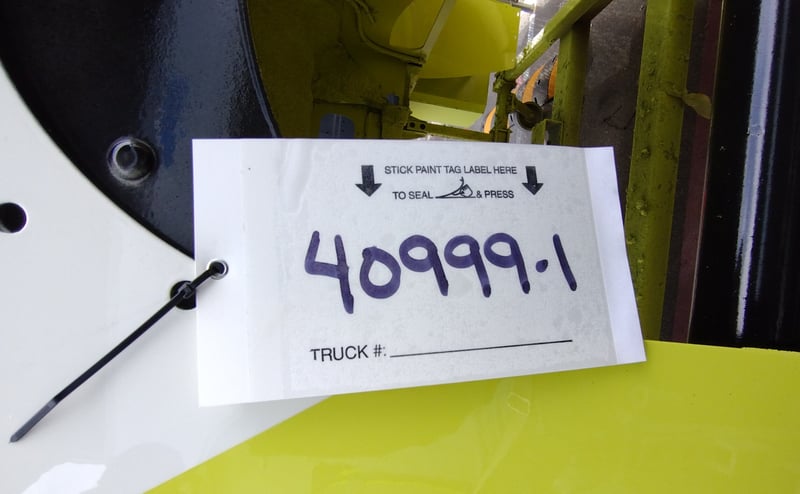 STICK PAINT TAG LABEL HERE
TO SEAL & PRESS
40999.1
TRUCK #: